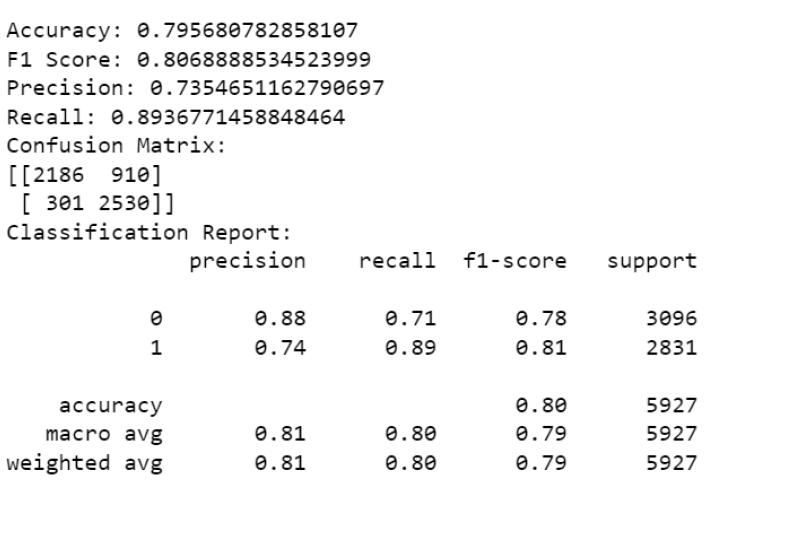 Accuracy: 0.795680782858107
F1 Score: 0.8068888534523999
Precision: 0.7354651162790697
Recall: 0.8936771458848464
Confusion Matrix:
[[2186  910]
 [ 301 2530]]
Classification Report:
              precision    recall  f1-score   support

           0       0.88      0.71      0.78      3096
           1       0.74      0.89      0.81      2831

    accuracy                           0.80      5927
   macro avg       0.81      0.80      0.79      5927
weighted avg       0.81      0.80      0.79      5927